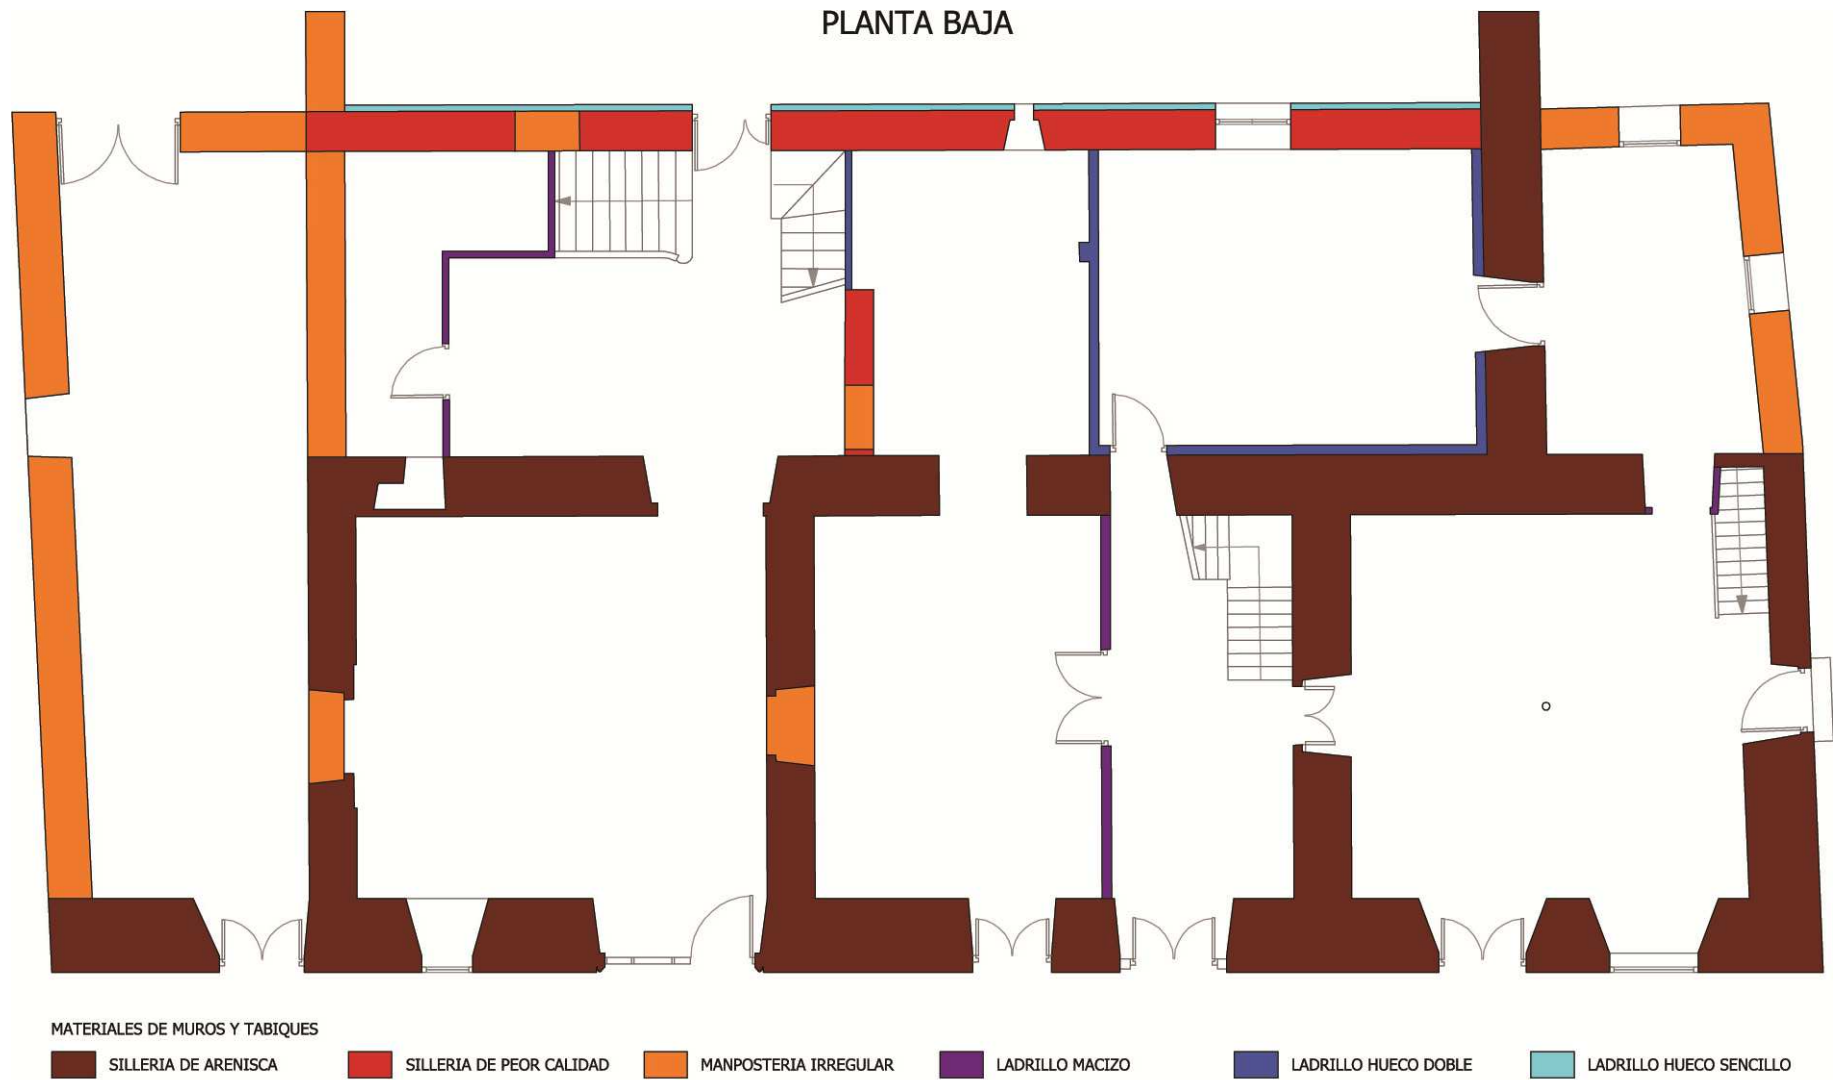 PLANTA BAJA
MATERIALES DE MUROS Y TABIQUES
SILLERIA DE ARENISCA
SILLERIA DE PEOR CALIDAD
MANPOSTERIA IRREGULAR
LADRILLO MACIZO
LADRILLO HUECO DOBLE
LADRILLO HUECO SENCILLO